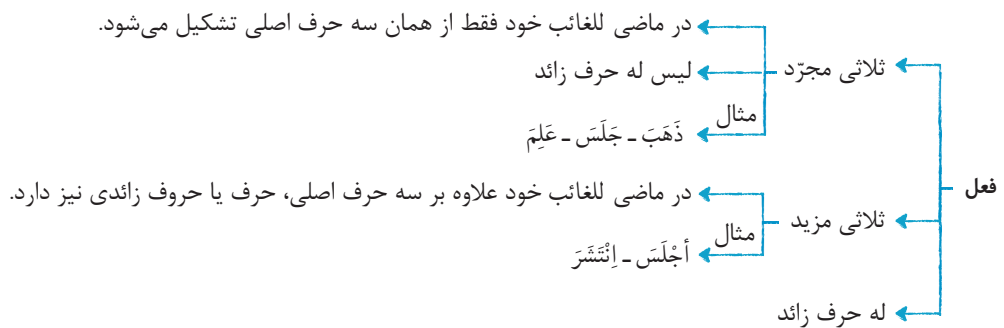 در ماضی للغائب خود فقط از همان سه حرف اصلی تشکیل می‌شود.
ثلاثی مجرّد
لیس له حرف زائد
مثال
ذَهَبَ ـ جَلَسَ ـ عَلِمَ
فعل
در ماضی للغائب خود علاوه بر سه حرف اصلی، حرف یا حروف زائدی نیز دارد.
ثلاثی مزید
مثال
أجْلَسَ ـ اِنْتَشَرَ
له حرف زائد